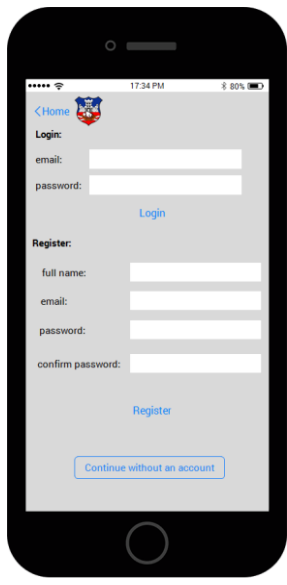 17:34 PM 80%
<Home
Login:
email:
password:
Login
Register:
full name:
email:
password:
confirm password:
Register
Continue without an account